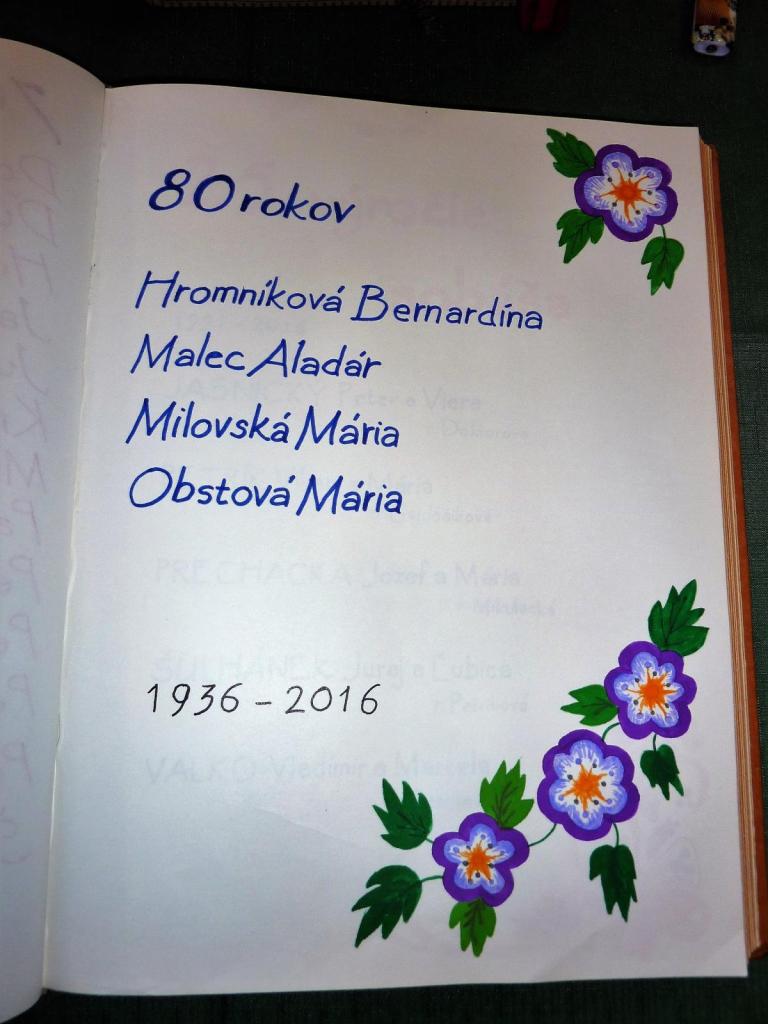 80 rokov
Hromníková Bernardína
Malec Aladár
Milovská Mária
Obstová Mária
1936 - 2016